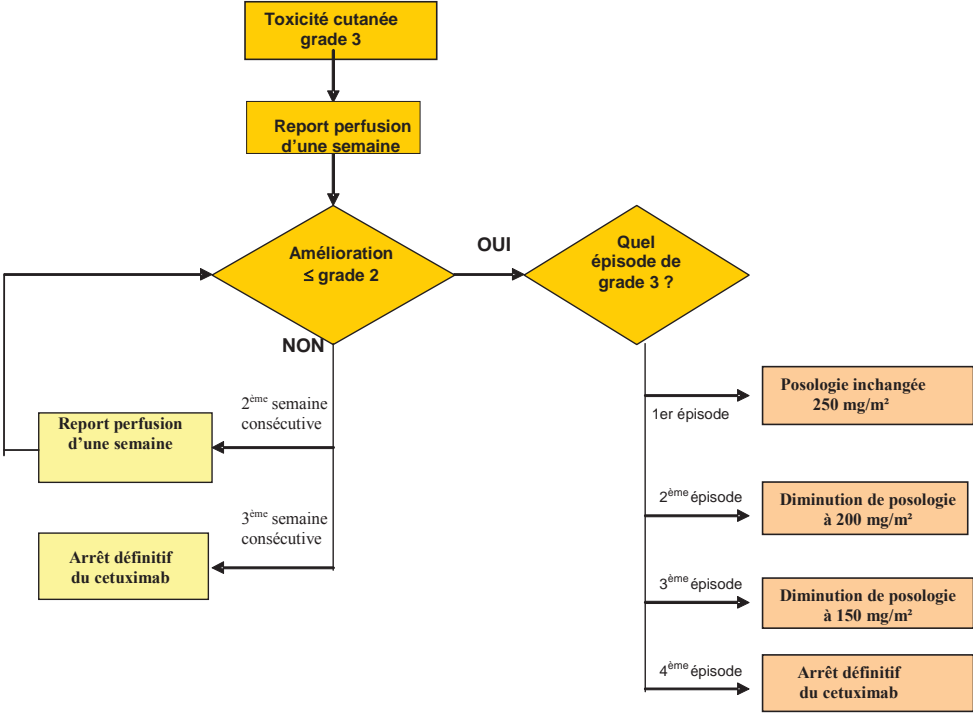 Toxicité cutanée
grade 3
Report perfusion
d'une semaine
Amélioration
≤ grade 2
OUI
Quel
épisode de
grade 3 ?
NON
2ème semaine
consécutive
Report perfusion
d'une semaine
3ème semaine
consécutive
Arrêt définitif
du cetuximab
1er épisode
Posologie inchangée
250 mg/m²
2ème épisode
Diminution de posologie
à 200 mg/m²
3ème épisode
Diminution de posologie
à 150 mg/m²
4ème épisode
Arrêt définitif
du cetuximab